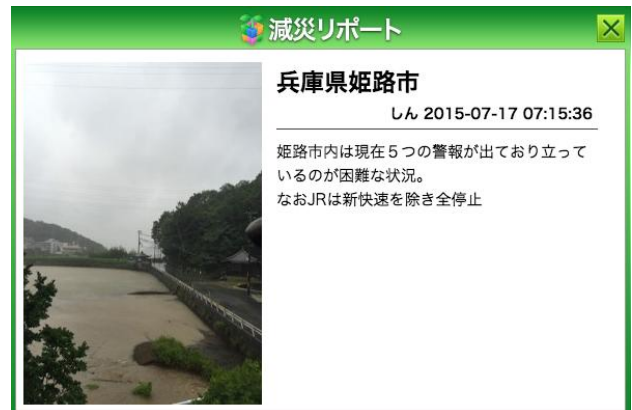 減災リポート
兵庫県姫路市
しん 2015-07-17 07:15:36
姫路市内は現在5つの警報が出ており立って
いるのが困難な状況。
なおJRは新快速を除き全停止